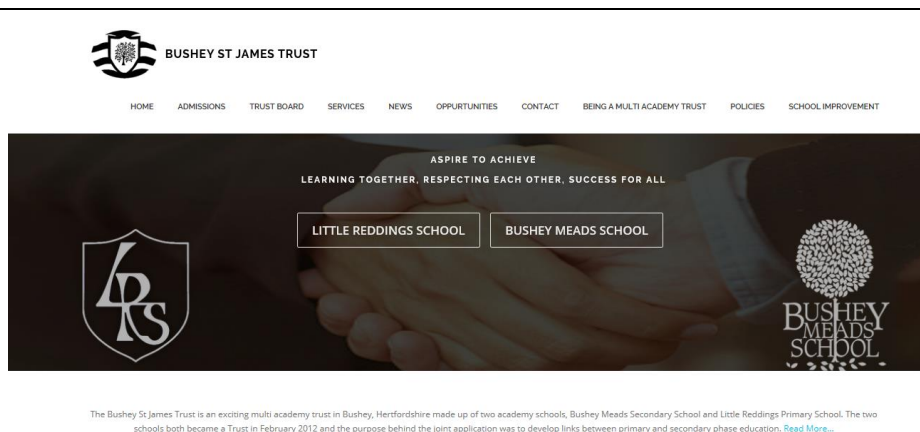 BUSHEY ST JAMES TRUST
HOME ADMISSIONS TRUST BOARD SERVICES NEWS OPPURTUNITIES CONTACT BEING A MULTI ACADEMY TRUST POLICIES SCHOOL IMPROVEMENT
ASPIRE TO ACHIEVE
LEARNING TOGETHER, RESPECTING EACH OTHER, SUCCESS FOR ALL
LITTLE REDDINGS SCHOOL BUSHEY MEADS SCHOOL
LRS
BUSHEY
MEADS
SCHOOL
The Bushey St James Trust is an exciting multi academy trust in Bushey, Hertfordshire made up of two academy schools, Bushey Meads Secondary School and Little Reddings Primary School. The two
schools both became a Trust in February 2012 and the purpose behind the joint application was to develop links between primary and secondary phase education. Read More...